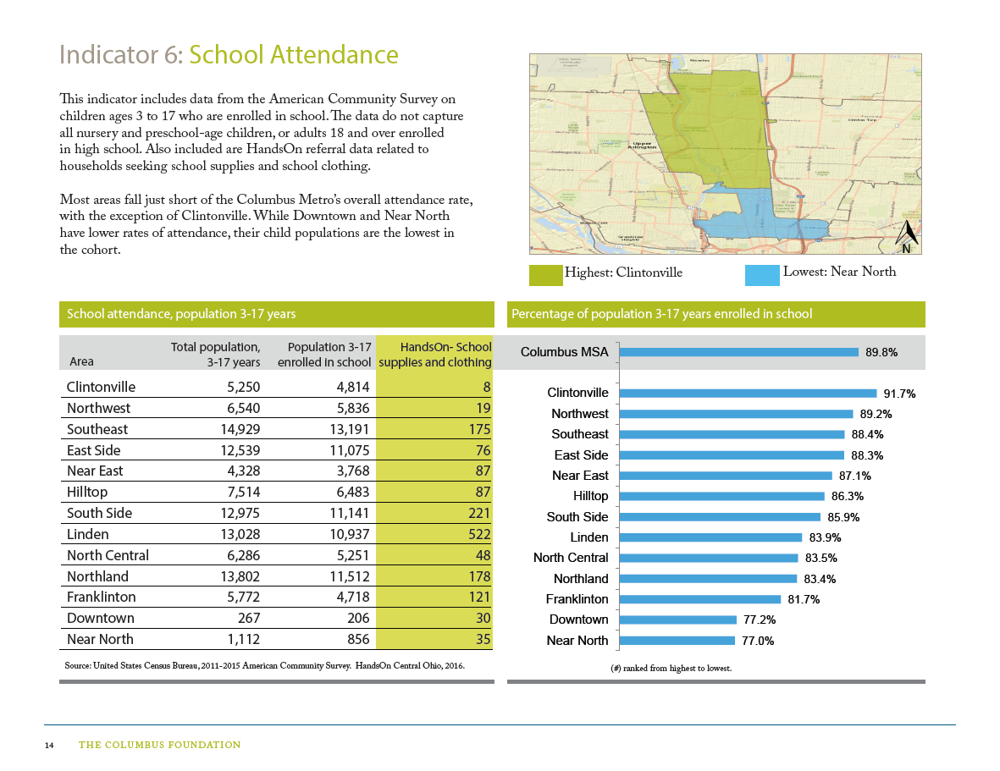 Indicator 6: School Attendance
This indicator includes data from the American Community Survey on
children ages 3 to 17 who are enrolled in school. The data do not capture
all nursery and preschool-age children, or adults 18 and over enrolled
in high school. Also included are HandsOn referral data related to
households seeking school supplies and school clothing.
Most areas fall just short of the Columbus Metro's overall attendance rate,
with the exception of Clintonville. While Downtown and Near North
have lower rates of attendance, their child populations are the lowest in
the cohort.
Upper
Arlington
Grandview
Heights
N
Highest: Clintonville
Lowest: Near North
School attendance, population 3-17 years
Area
Total population,
3-17 years
Population 3-17
enrolled in school
HandsOn- School
supplies and clothing
Clintonville 5,250 4,814 8
Northwest 6,540 5,836 19
Southeast 14,929 13,191 175
East Side 12,539 11,075 76
Near East 4,328 3,768 87
Hilltop 7,514 6,483 87
South Side 12,975 11,141 221
Linden 13,028 10,937 522
North Central 6,286 5,251 48
Northland 13,802 11,512 178
Franklinton 5,772 4,718 121
Downtown 267 206 30
Near North 1,112 856 35
Source: United States Census Bureau, 2011-2015 American Community Survey. HandsOn Central Ohio, 2016.
Percentage of population 3-17 years enrolled in school
Columbus MSA 89.8%
Clintonville 91.7%
Northwest 89.2%
Southeast 88.4%
East Side 88.3%
Near East 87.1%
Hilltop 86.3%
South Side 85.9%
Linden 83.9%
North Central 83.5%
Northland 83.4%
Franklinton 81.7%
Downtown 77.2%
Near North 77.0%
(#) ranked from highest to lowest.
14 THE COLUMBUS FOUNDATION